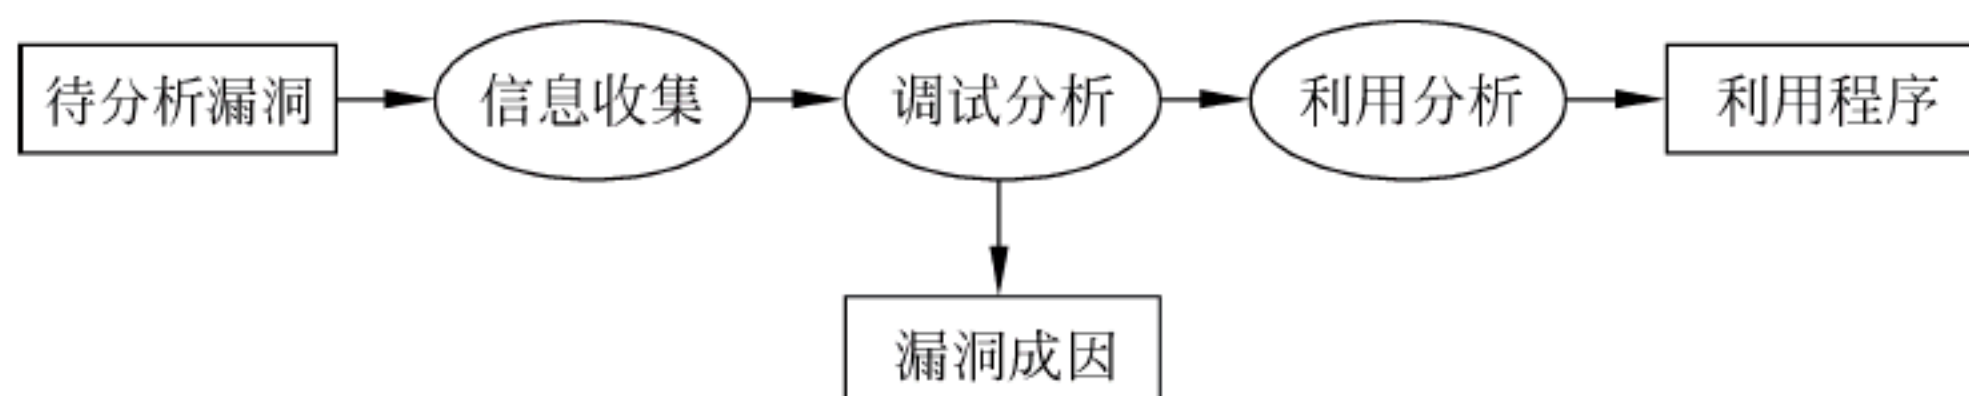 待分析漏洞
信息收集
调试分析
利用分析
利用程序
漏洞成因